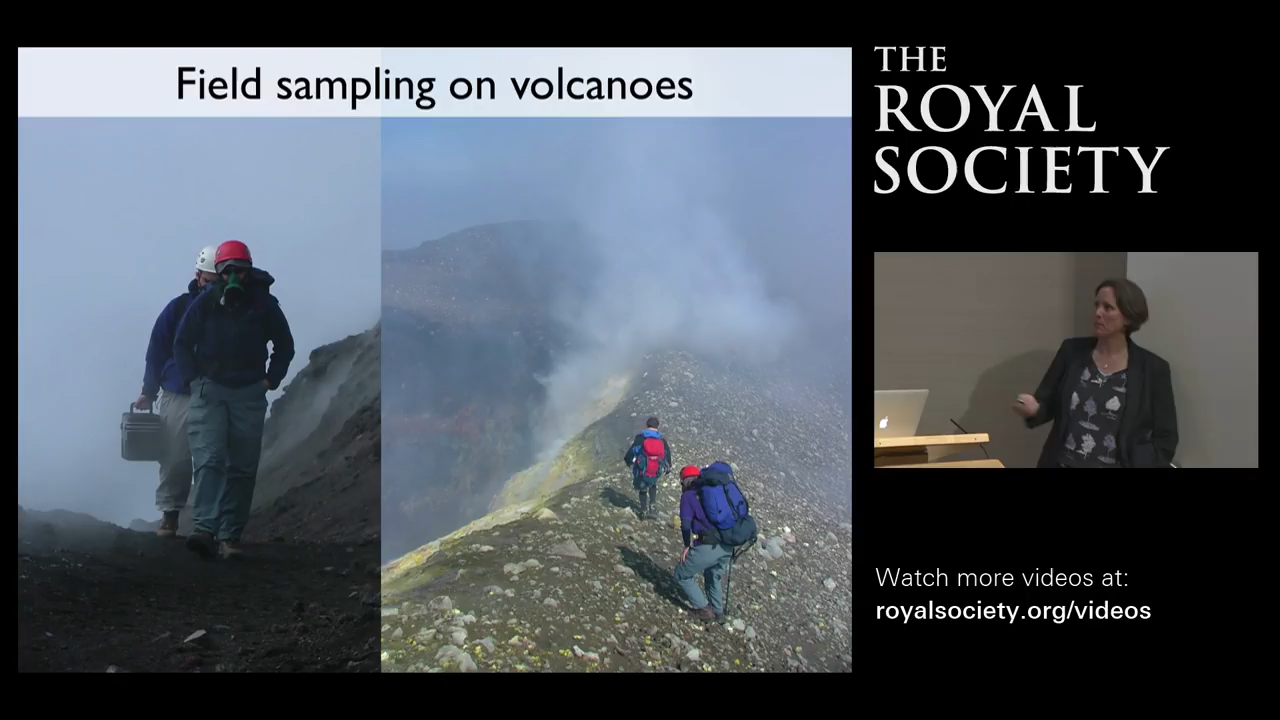 Field sampling on volcanoes
THE
ROYAL
SOCIETY
Watch more videos at:
royalsociety.org/videos